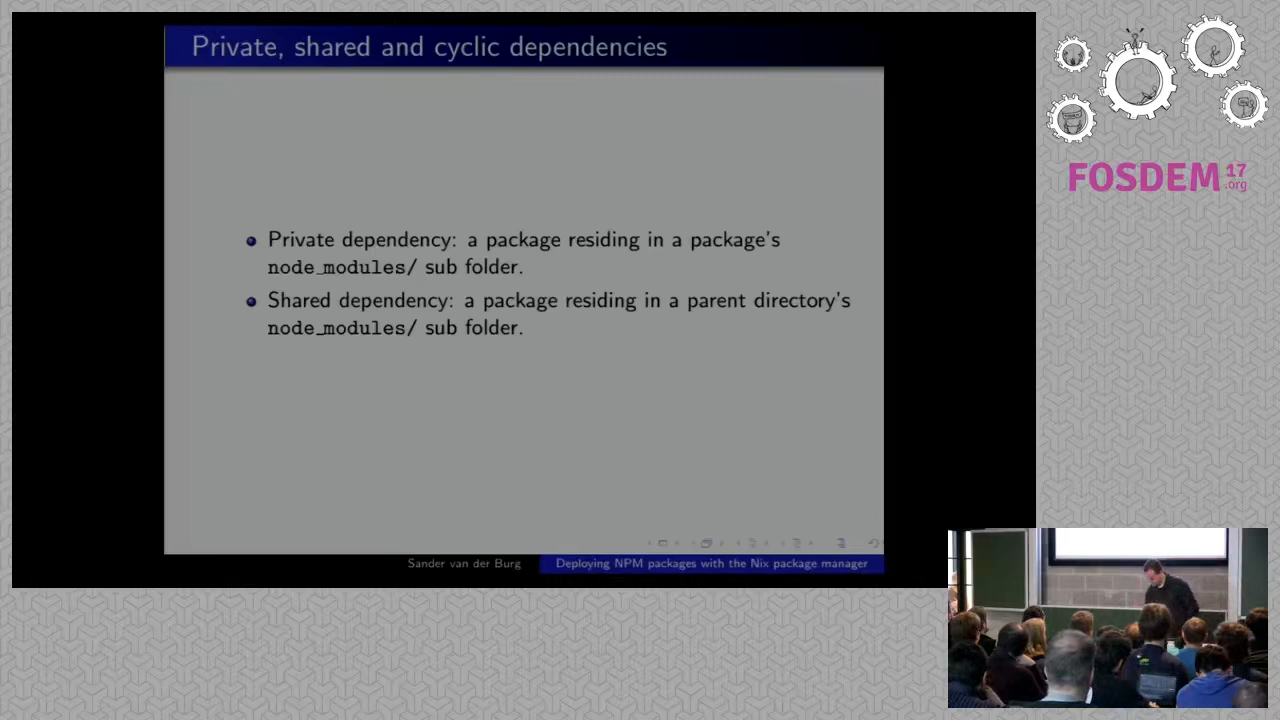 Private, shared and cyclic dependencies
Private dependency: a package residing in a package's
node_modules/ sub folder.
Shared dependency: a package residing in a parent directory's
node_modules/ sub folder.
Sander van der Burg
Deploying NPM packages with the Nix package manager
FOSDEM 17
.org